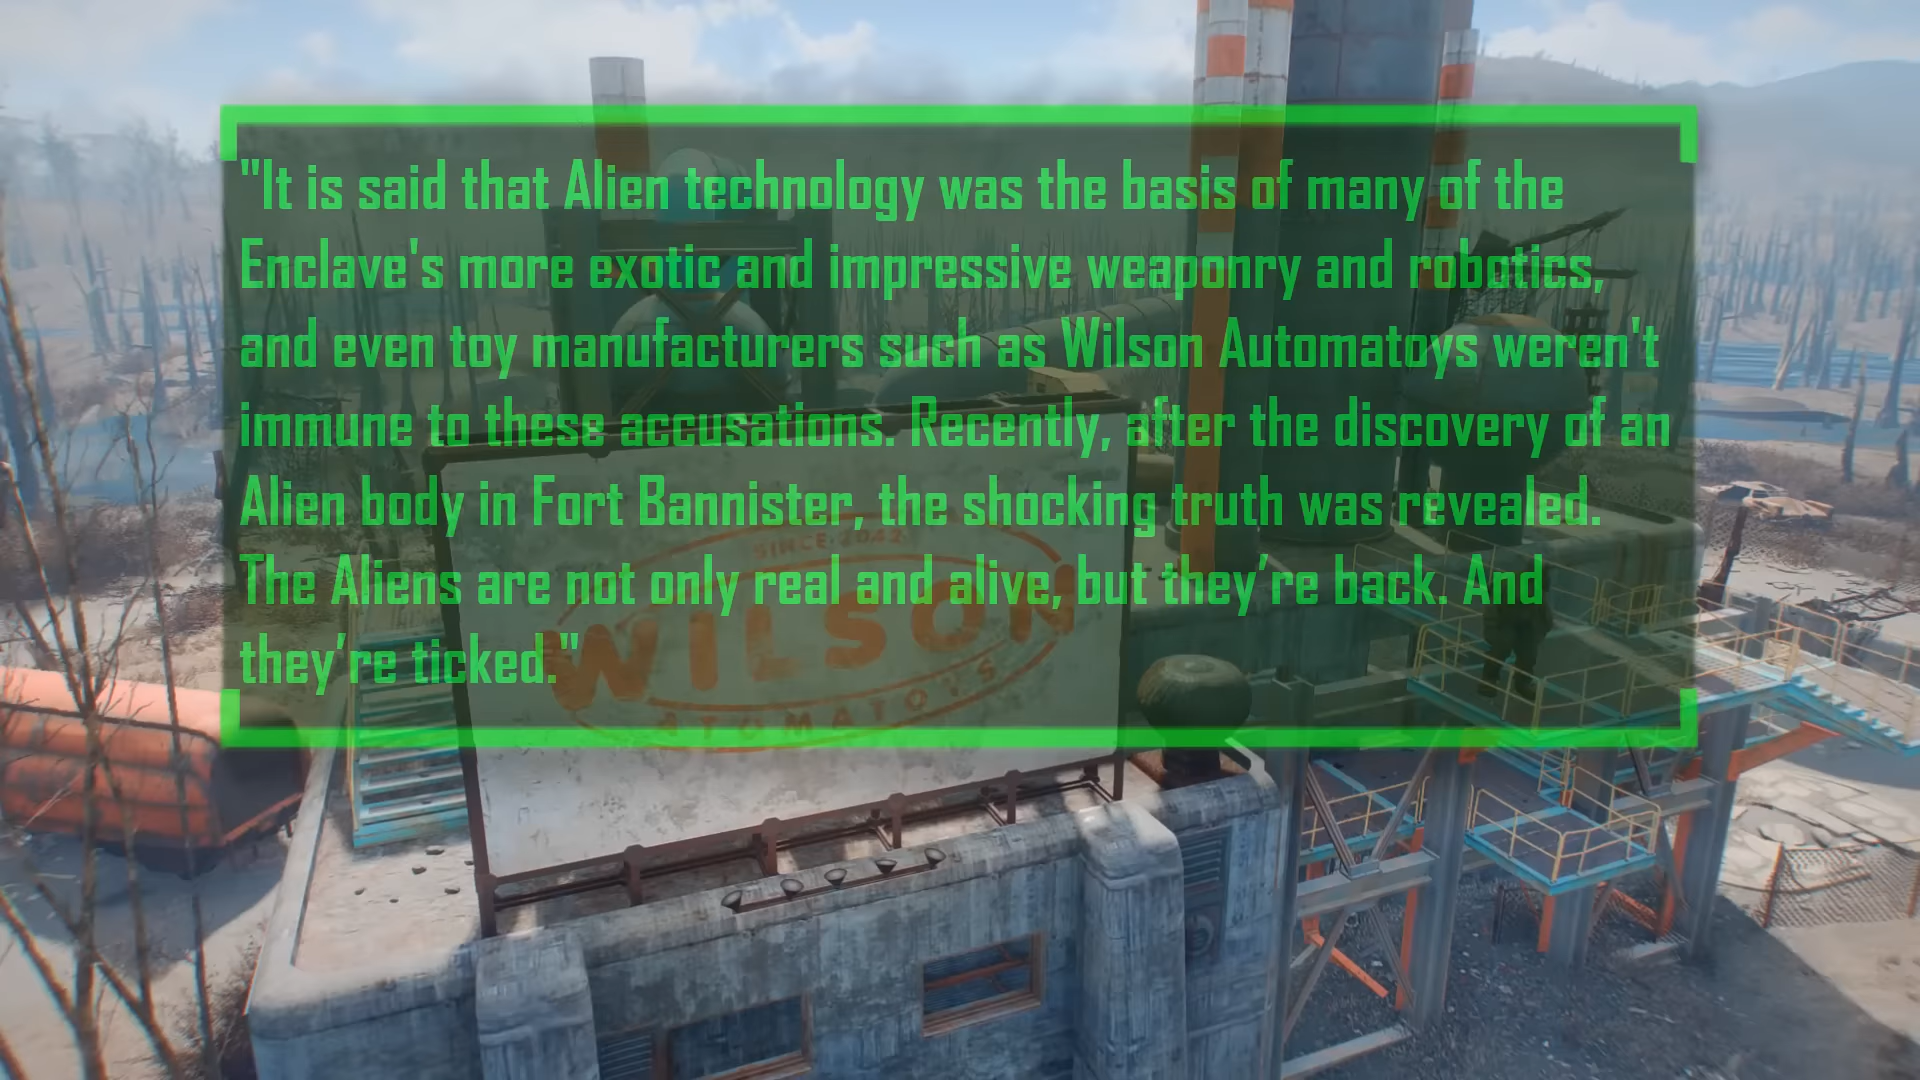 "It is said that Alien technology was the basis of many of the
Enclave's more exotic and impressive weaponry and robotics,
and even toy manufacturers such as Wilson Automatoys weren't
immune to these accusations. Recently, after the discovery of an
Alien body in Fort Bannister, the shocking truth was revealed.
The Aliens are not only real and alive, but they’re back. And
they’re ticked."
SINCE 2042
WILSON
ATOMATOYS